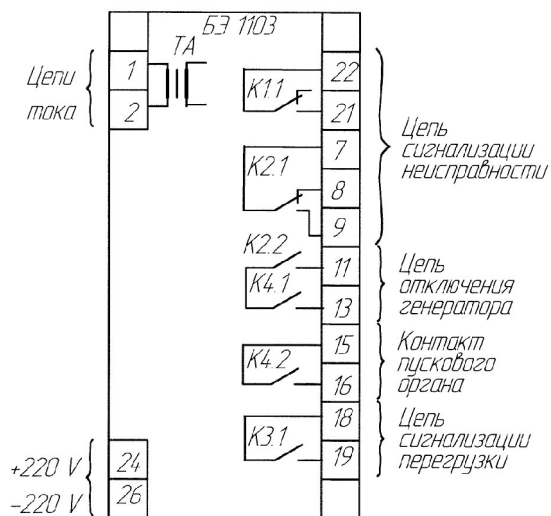 БЭ 1103
ТА
Цепи
тока
1
2
К1.1
22
21
К2.1
7
8
9
Цепь
сигнализации
неисправности
К2.2
К4.1
11
13
Цепь
отключения
генератора
К4.2
15
16
Контакт
пускового
органа
К3.1
18
19
Цепь
сигнализации
перегрузки
+220 V
-220 V
24
26